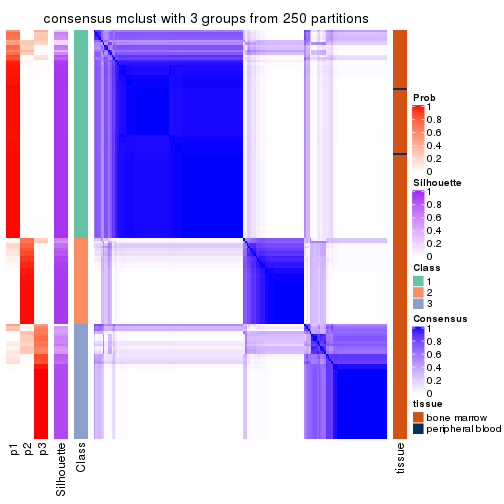 consensus mclust with 3 groups from 250 partitions
Prob
1
0.8
0.6
0.4
0.2
0
Silhouette
1
0.8
0.6
0.4
0.2
0
Class
1
2
3
Consensus
1
0.8
0.6
0.4
0.2
0
tissue
bone marrow
peripheral blood
p1
p2
p3
Silhouette
Class
tissue